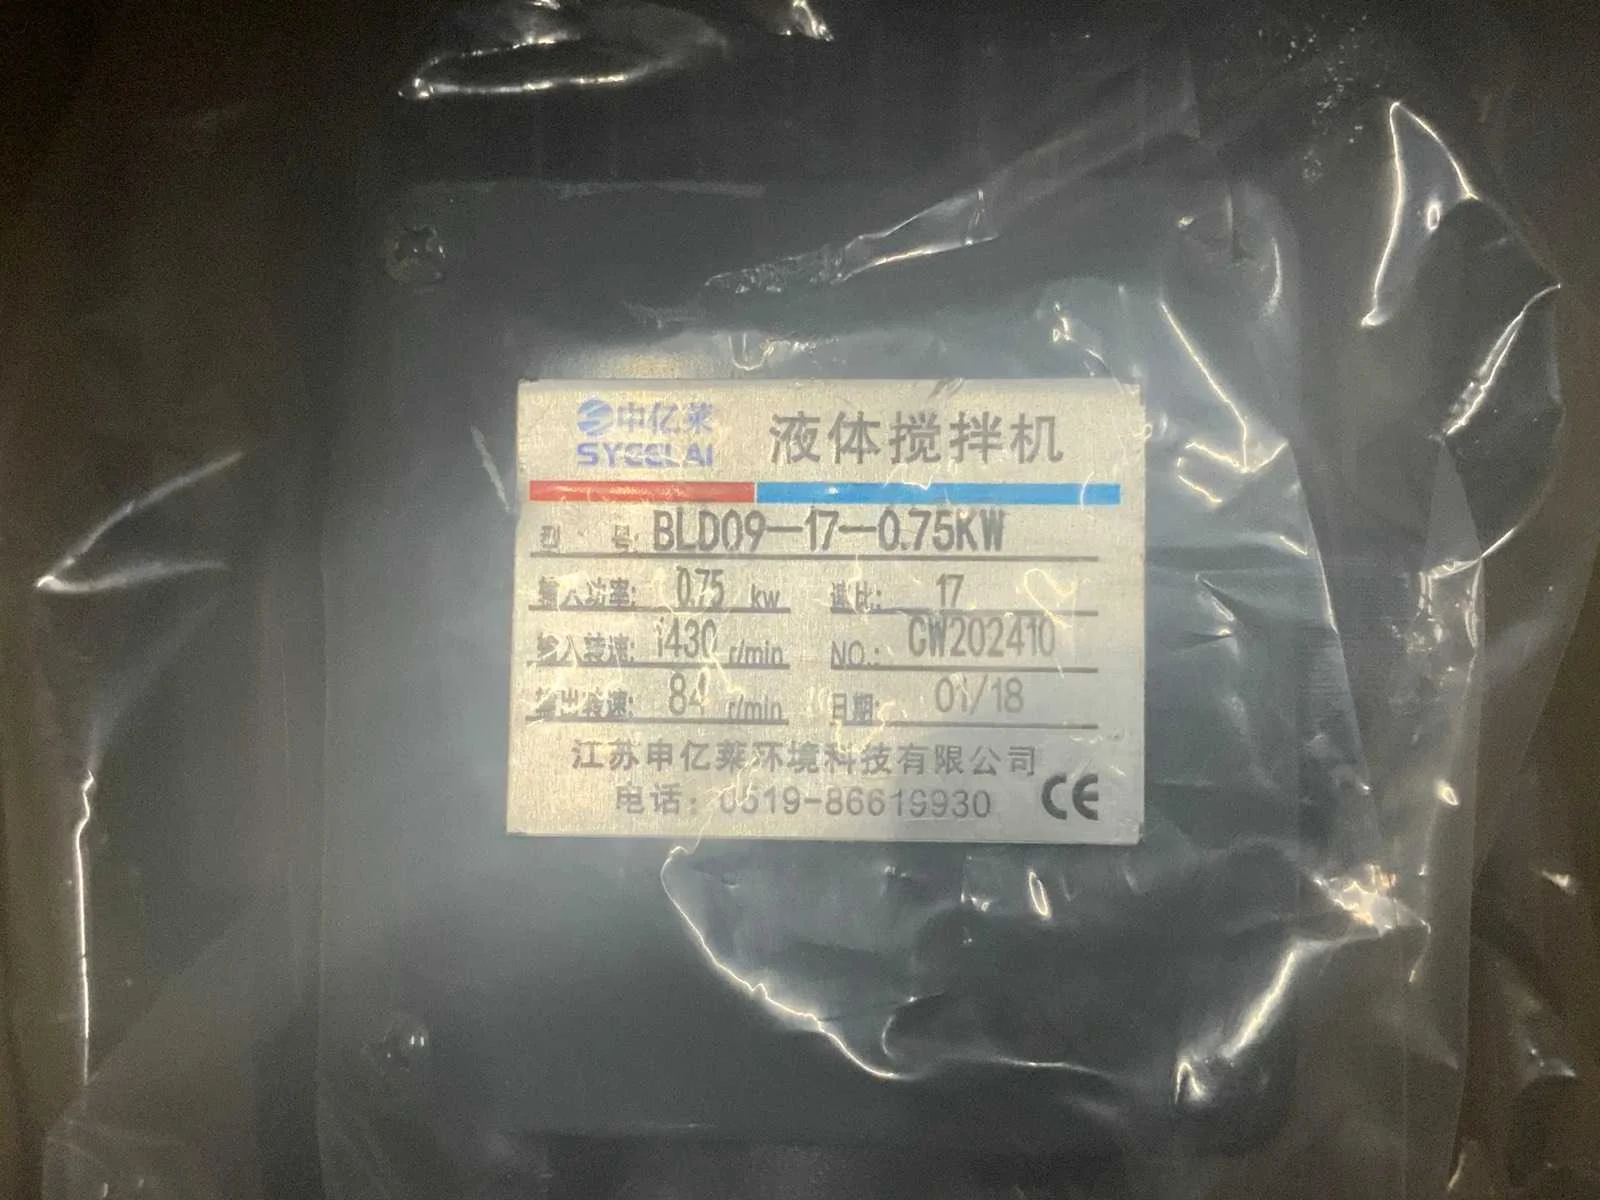 申亿莱
SYEELAI
液体搅拌机
型 号: BLD09-17-0.75KW
输入功率: 0.75 kw 速比: 17
输入转速: 1430 r/min NO.: GW202410
输出转速: 84 r/min 日期: 01/18
江苏申亿莱环境科技有限公司
电话: 0519-86619930 CE